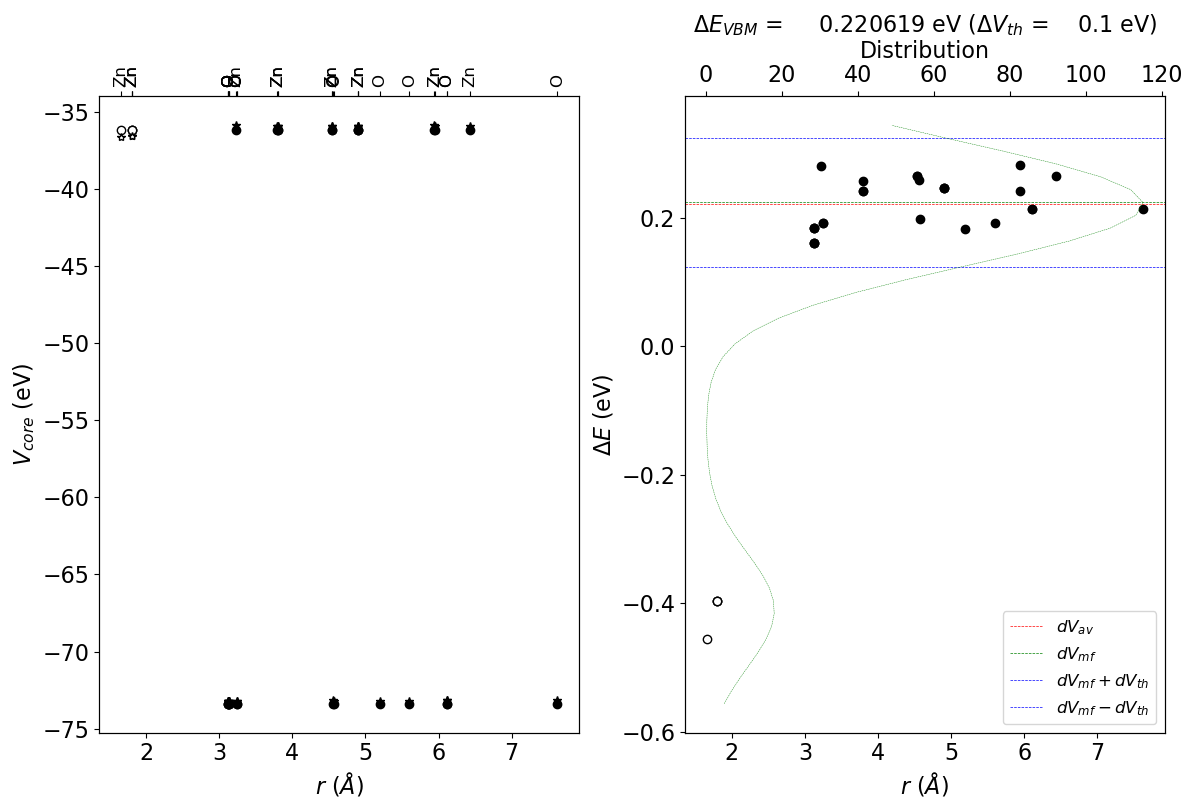 ΔE_VBM = 0.220619 eV (ΔV_th = 0.1 eV)
Distribution
0 20 40 60 80 100 120
Zn Zn O Zn Zn Zn Zn O O Zn O Zn O
−35
−40
−45
−50
−55
−60
−65
−70
−75
V_core (eV)
2 3 4 5 6 7
r (Å)
0.2
0.0
−0.2
−0.4
−0.6
ΔE (eV)
dV_av
dV_mf
dV_mf + dV_th
dV_mf − dV_th
2 3 4 5 6 7
r (Å)